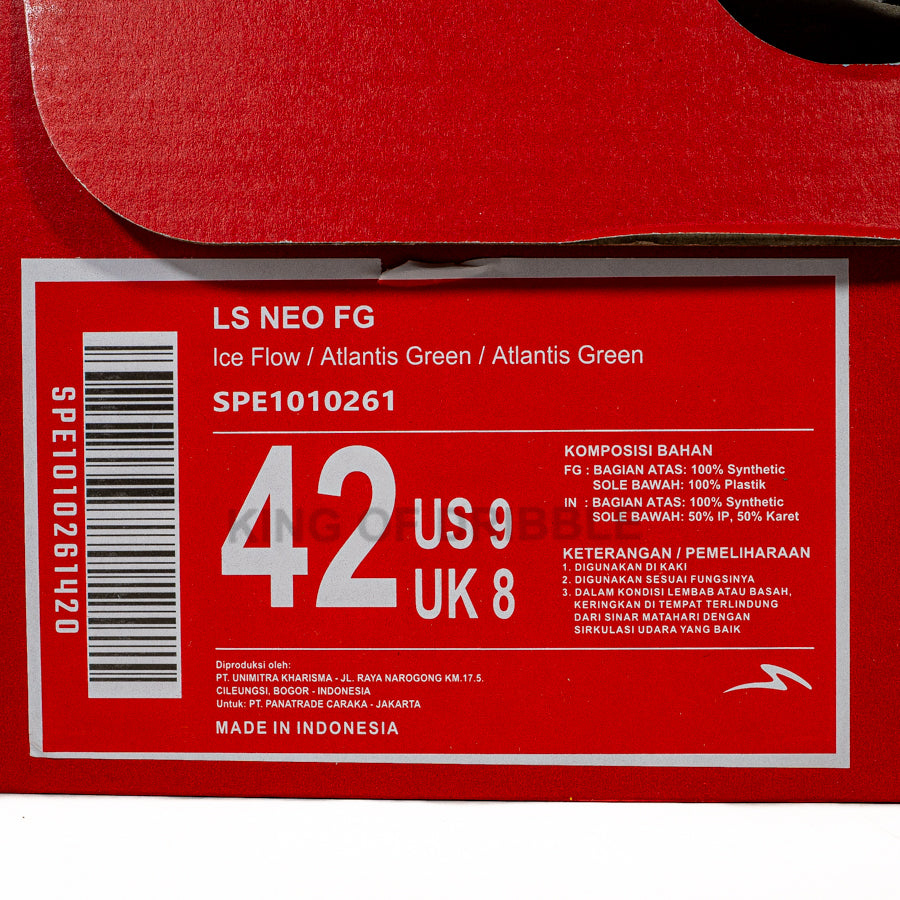 LS NEO FG
Ice Flow / Atlantis Green / Atlantis Green
SPE1010261
SPE1010261420
42
US 9
UK 8
KING OF DRIBBLE
KOMPOSISI BAHAN
FG : BAGIAN ATAS: 100% Synthetic
SOLE BAWAH: 100% Plastik
IN : BAGIAN ATAS: 100% Synthetic
SOLE BAWAH: 50% IP, 50% Karet
KETERANGAN / PEMELIHARAAN
1. DIGUNAKAN DI KAKI
2. DIGUNAKAN SESUAI FUNGSINYA
3. DALAM KONDISI LEMBAB ATAU BASAH,
KERINGKAN DI TEMPAT TERLINDUNG
DARI SINAR MATAHARI DENGAN
SIRKULASI UDARA YANG BAIK
Diproduksi oleh:
PT. UNIMITRA KHARISMA - JL. RAYA NAROGONG KM.17.5.
CILEUNGSI, BOGOR - INDONESIA
Untuk: PT. PANATRADE CARAKA - JAKARTA
MADE IN INDONESIA